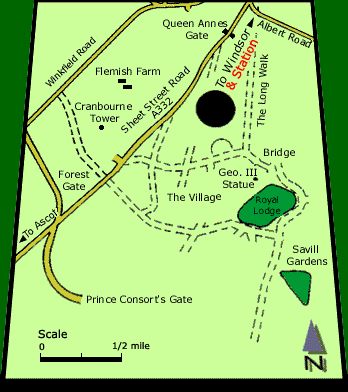 Queen Annes
Gate
Albert Road
Winkfield Road
To Windsor
& Station
Flemish Farm
Sheet Street Road
A332
The Long Walk
Cranbourne
Tower
Bridge
Forest
Gate
Geo. III
Statue
The Village
Royal
Lodge
To Ascot
Savill
Gardens
Prince Consort's Gate
Scale
0
1/2 mile
N